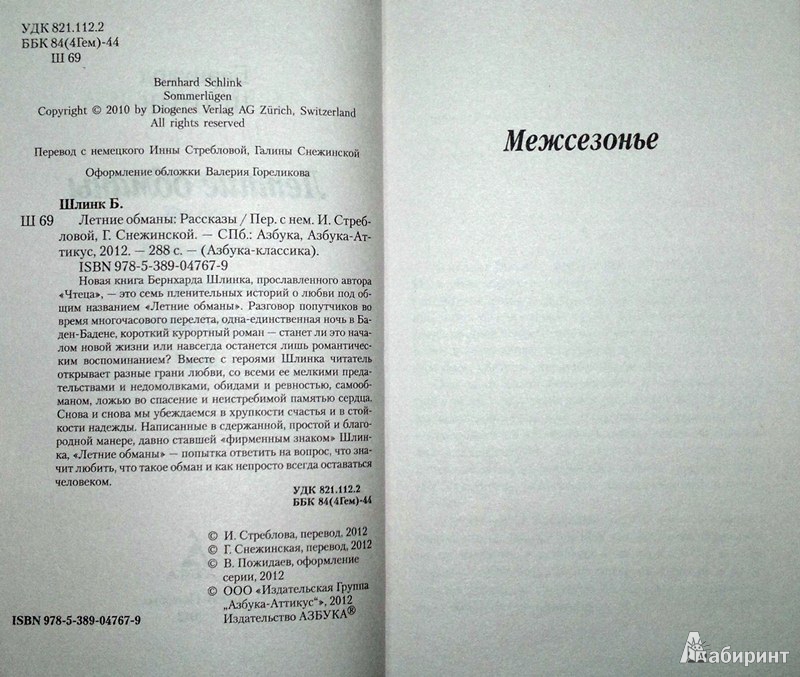 УДК 821.112.2
ББК 84(4Гем)-44
Ш 69
Bernhard Schlink
Sommerlügen
Copyright © 2010 by Diogenes Verlag AG Zürich, Switzerland
All rights reserved
Перевод с немецкого Инны Стребловой, Галины Снежинской
Оформление обложки Валерия Гореликова
Шлинк Б.
Ш 69 Летние обманы: Рассказы / Пер. с нем. И. Стреб-
ловой, Г. Снежинской. — СПб.: Азбука, Азбука-Ат-
тикус, 2012. — 288 с. — (Азбука-классика).
ISBN 978-5-389-04767-9
Новая книга Бернхарда Шлинка, прославленного автора
«Чтеца», — это семь пленительных историй о любви под об-
щим названием «Летние обманы». Разговор попутчиков во
время многочасового перелета, одна-единственная ночь в Ба-
ден-Бадене, короткий курортный роман — станет ли это нача-
лом новой жизни или навсегда останется лишь романтичес-
ким воспоминанием? Вместе с героями Шлинка читатель
открывает разные грани любви, со всеми ее мелкими преда-
тельствами и недомолвками, обидами и ревностью, самооб-
маном, ложью во спасение и неистребимой памятью сердца.
Снова и снова мы убеждаемся в хрупкости счастья и в стой-
кости надежды. Написанные в сдержанной, простой и благо-
родной манере, давно ставшей «фирменным знаком» Шлин-
ка, «Летние обманы» — попытка ответить на вопрос, что зна-
чит любить, что такое обман и как непросто всегда оставаться
человеком.
УДК 821.112.2
ББК 84(4Гем)-44
© И. Стреблова, перевод, 2012
© Г. Снежинская, перевод, 2012
© В. Пожидаев, оформление
серии, 2012
© ООО «Издательская Группа
„Азбука-Аттикус“», 2012
Издательство АЗБУКА®
ISBN 978-5-389-04767-9
Межсезонье
Лабиринт